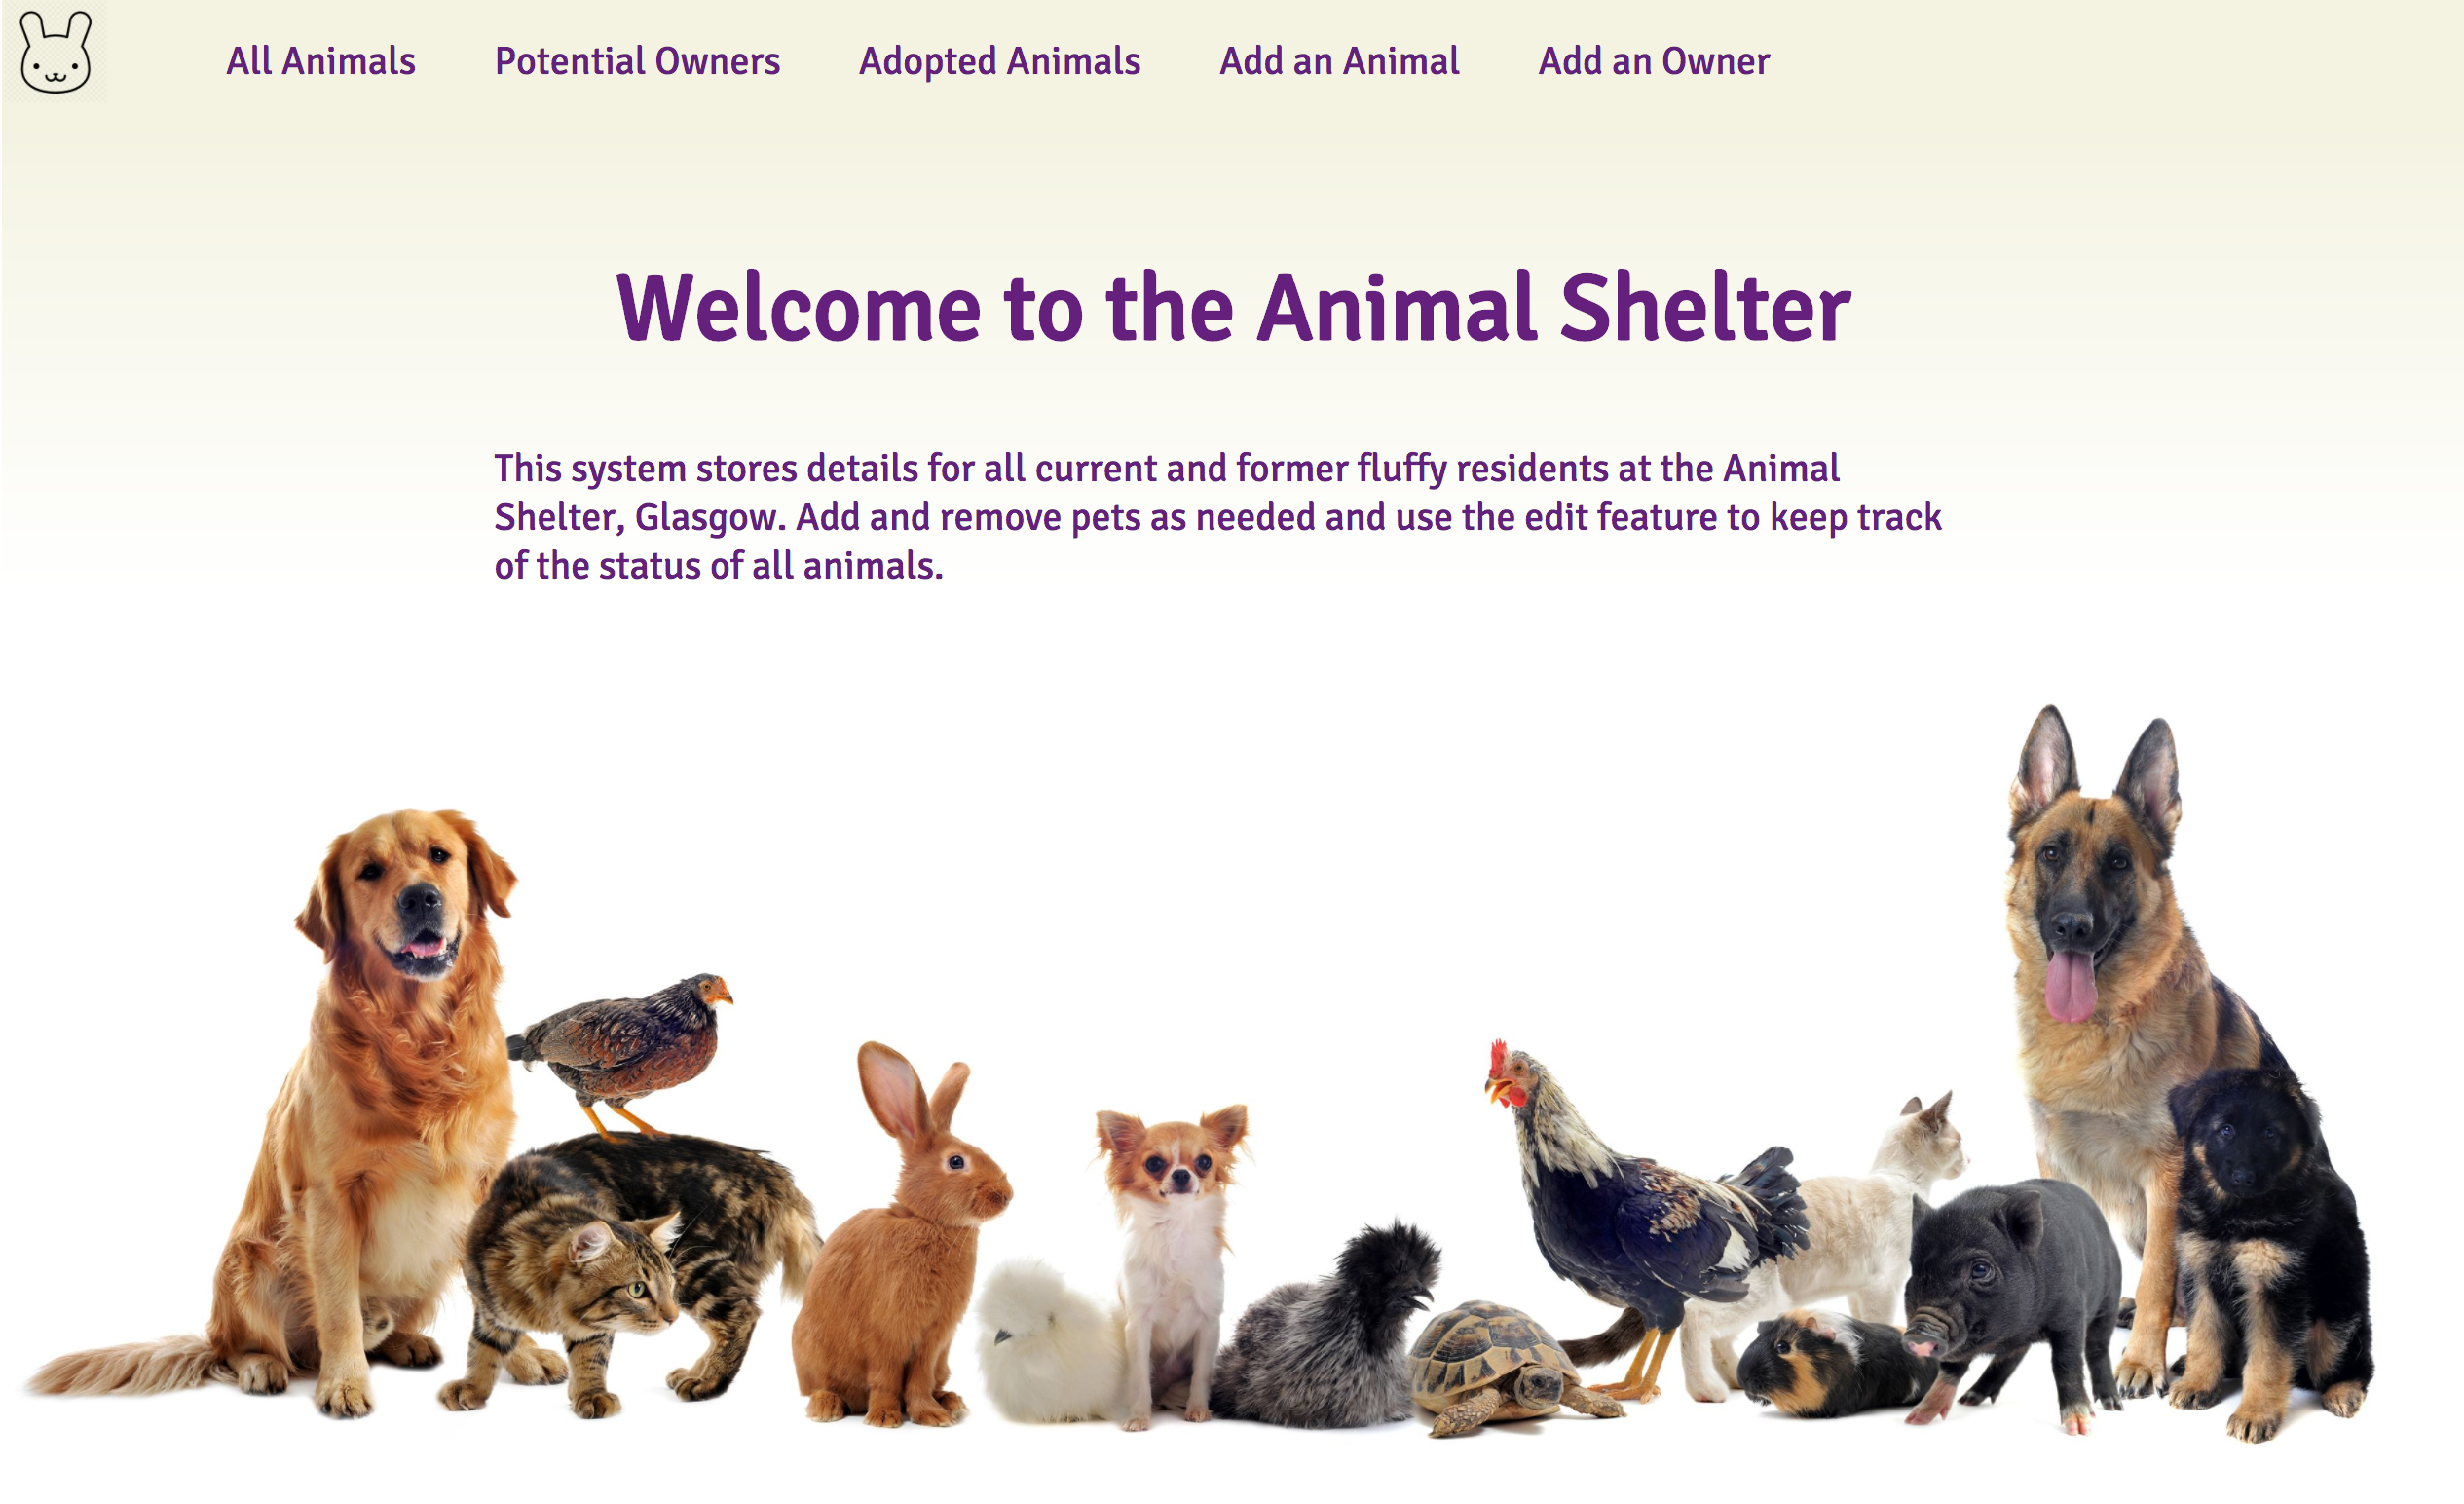 All Animals Potential Owners Adopted Animals Add an Animal Add an Owner
Welcome to the Animal Shelter
This system stores details for all current and former fluffy residents at the Animal
Shelter, Glasgow. Add and remove pets as needed and use the edit feature to keep track
of the status of all animals.